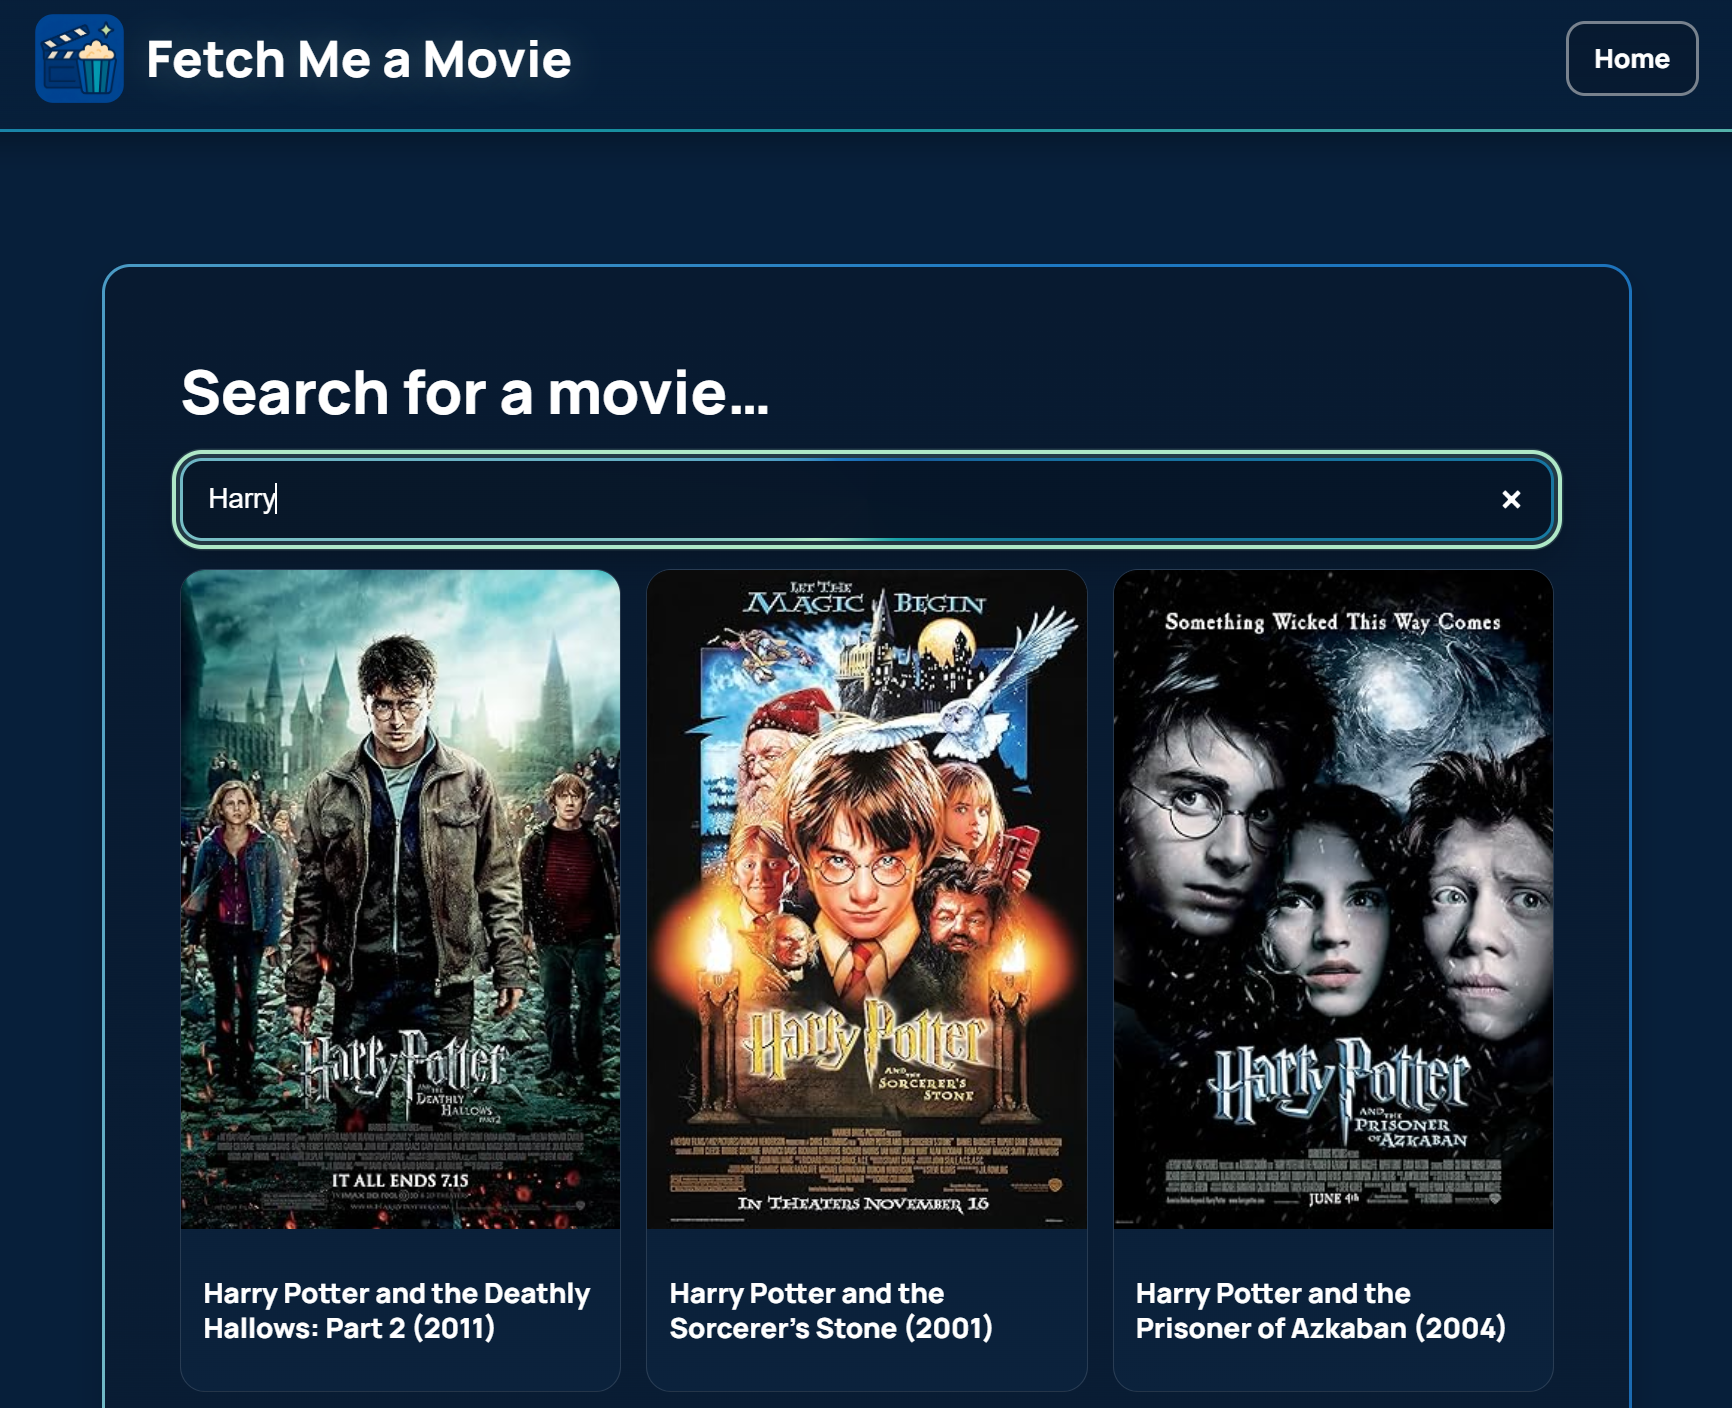 Fetch Me a Movie
Home
Search for a movie...
Harry
Harry Potter
AND THE
DEATHLY
HALLOWS
PART 2
IT ALL ENDS 7.15
LET THE
MAGIC BEGIN
Harry Potter
AND THE
SORCERER'S
STONE
IN THEATERS NOVEMBER 16
Something Wicked This Way Comes
Harry Potter
AND THE
PRISONER
OF AZKABAN
JUNE 4th
Harry Potter and the Deathly
Hallows: Part 2 (2011)
Harry Potter and the
Sorcerer's Stone (2001)
Harry Potter and the
Prisoner of Azkaban (2004)